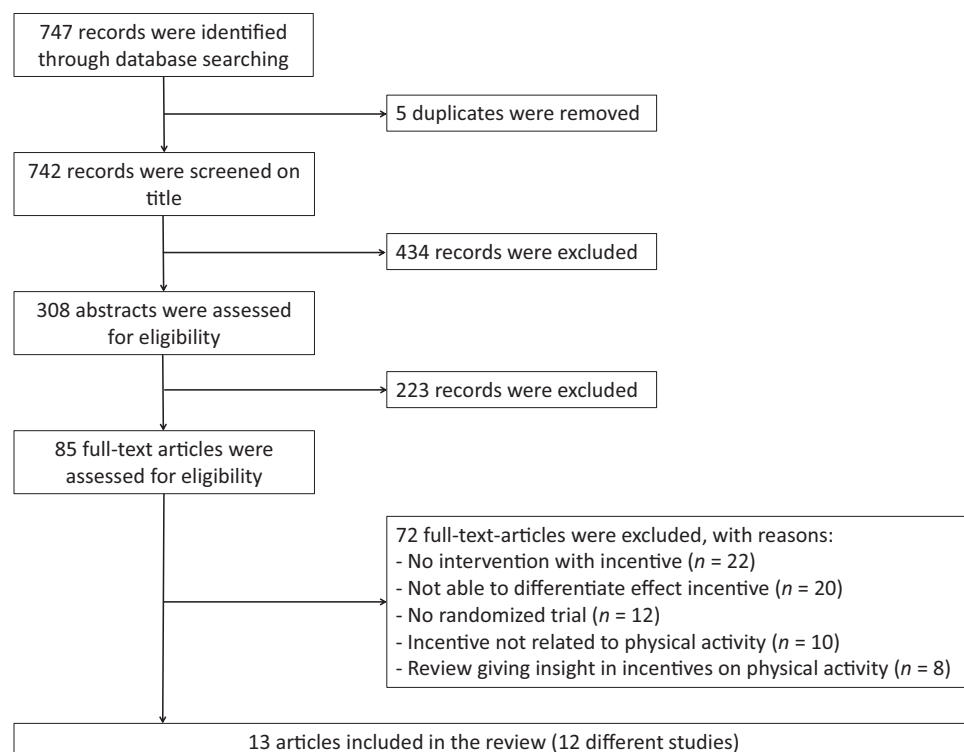 747 records were identified
through database searching
5 duplicates were removed
742 records were screened on
title
434 records were excluded
308 abstracts were assessed
for eligibility
223 records were excluded
85 full-text articles were
assessed for eligibility
72 full-text-articles were excluded, with reasons:
- No intervention with incentive (n = 22)
- Not able to differentiate effect incentive (n = 20)
- No randomized trial (n = 12)
- Incentive not related to physical activity (n = 10)
- Review giving insight in incentives on physical activity (n = 8)
13 articles included in the review (12 different studies)